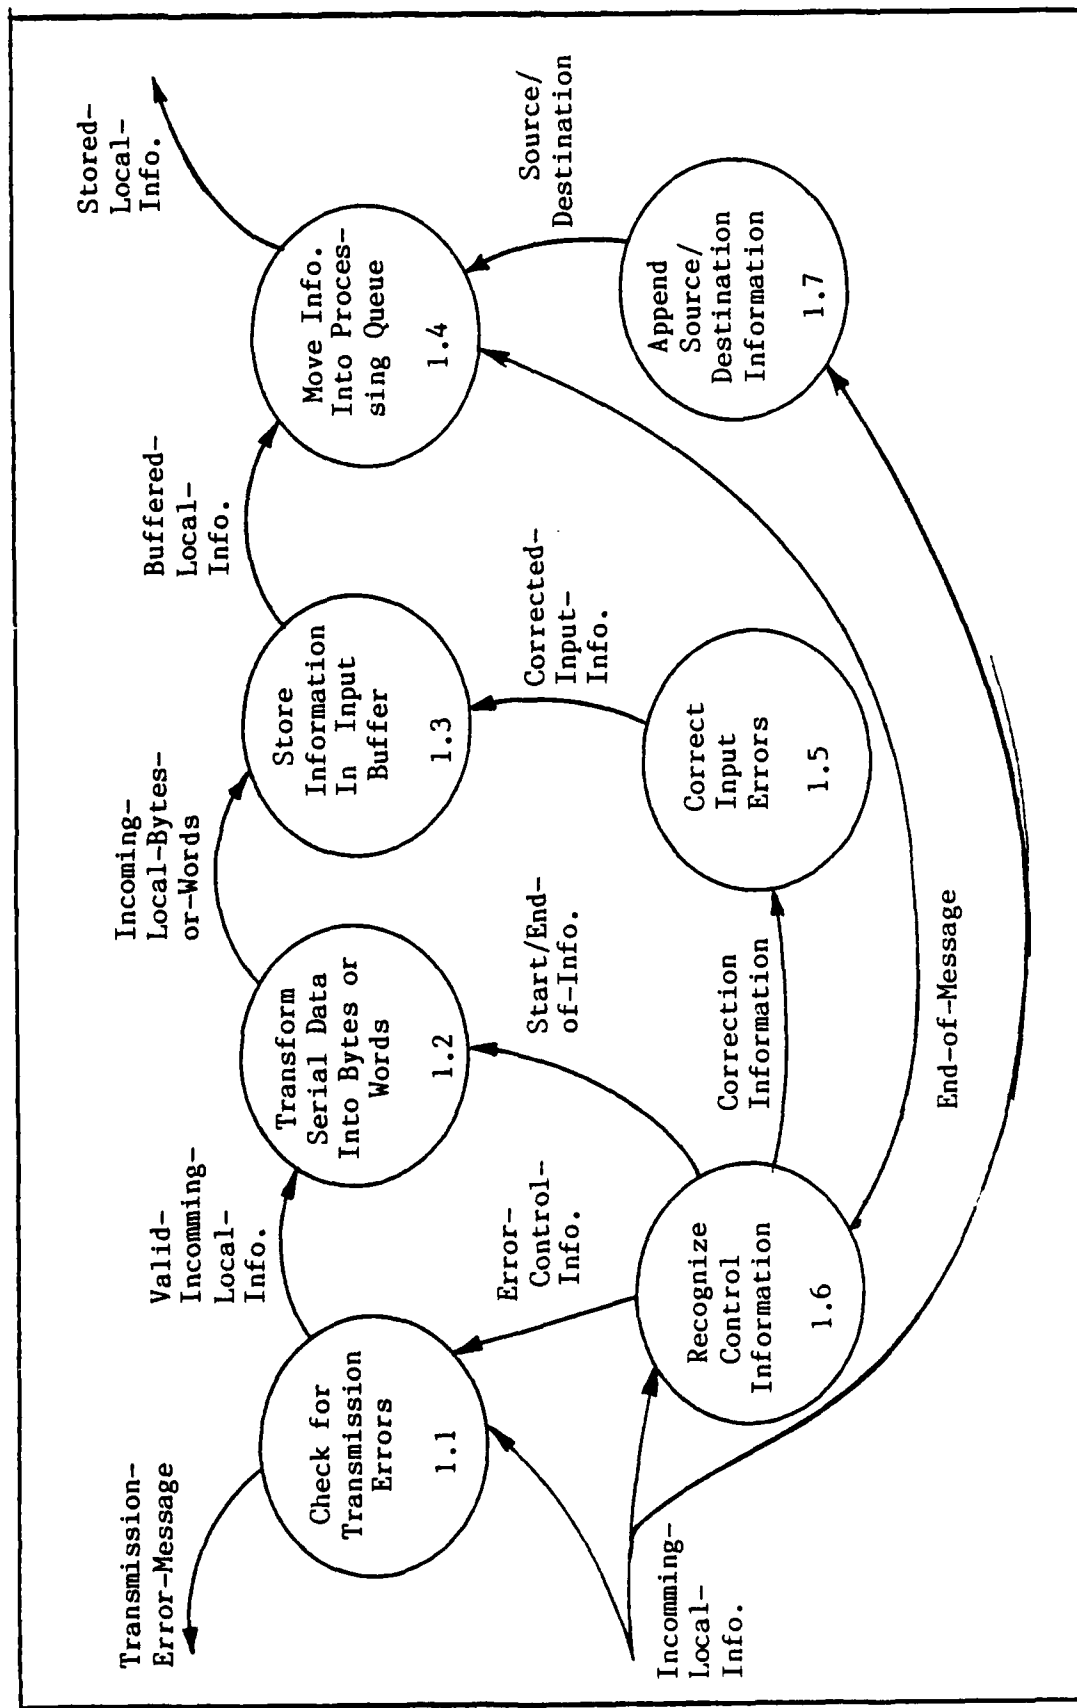 Transmission-
Error-Message
Check for
Transmission
Errors
1.1
Valid-
Incomming-
Local-
Info.
Transform
Serial Data
Into Bytes or
Words
1.2
Incoming-
Local-Bytes-
or-Words
Store
Information
In Input
Buffer
1.3
Buffered-
Local-
Info.
Move Info.
Into Proces-
sing Queue
1.4
Stored-
Local-
Info.
Incomming-
Local-
Info.
Error-
Control-
Info.
Recognize
Control
Information
1.6
Start/End-
of-Info.
Correction
Information
Correct
Input
Errors
1.5
Corrected-
Input-
Info.
End-of-Message
Append
Source/
Destination
Information
1.7
Source/
Destination